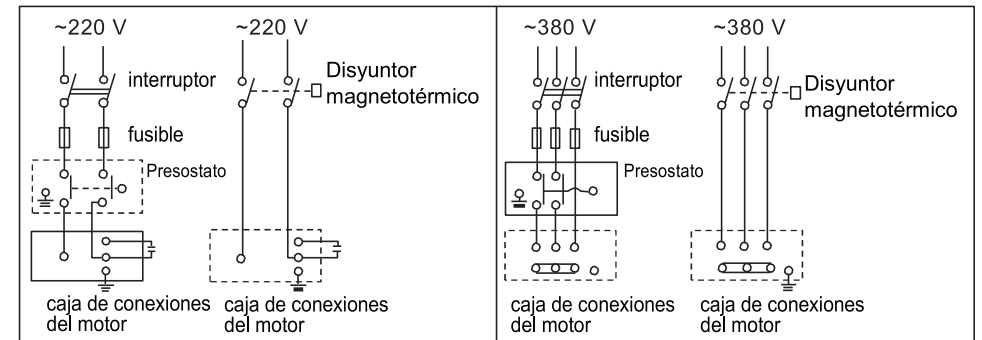 ~220 V
~220 V
interruptor
Disyuntor
magnetotérmico
fusible
Presostato
caja de conexiones
del motor
caja de conexiones
del motor
~380 V
~380 V
interruptor
Disyuntor
magnetotérmico
fusible
Presostato
caja de conexiones
del motor
caja de conexiones
del motor